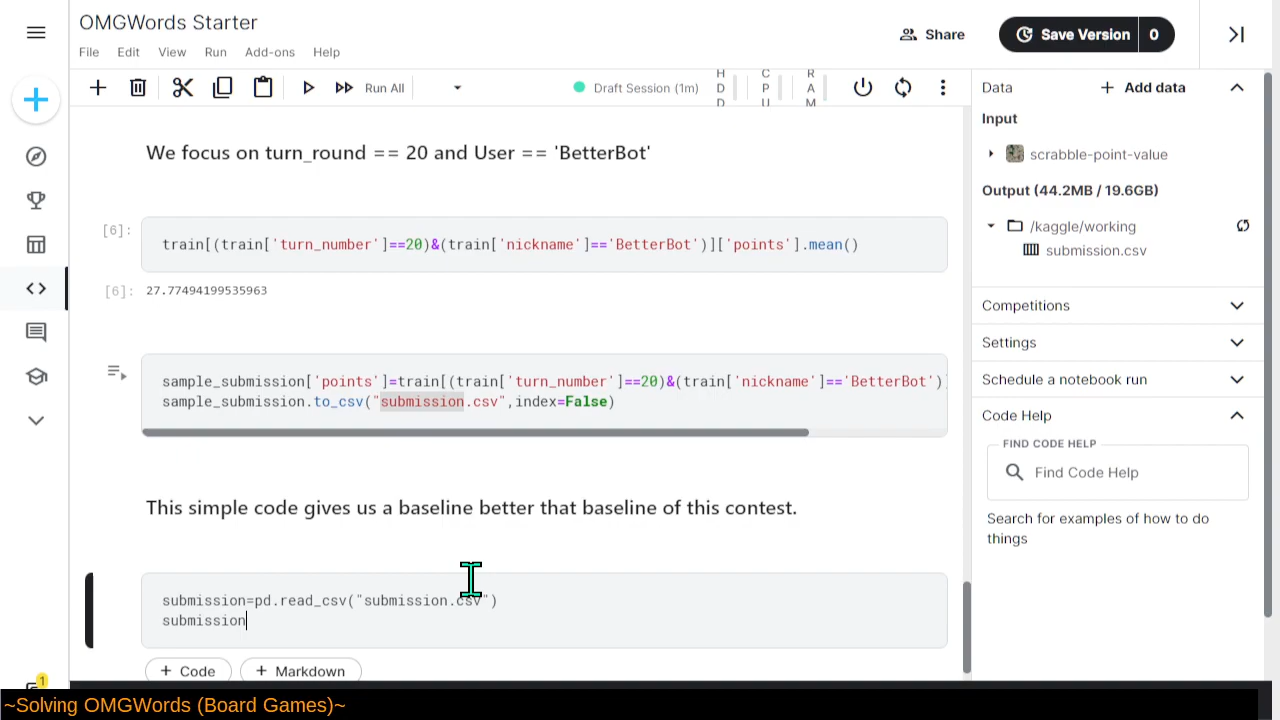 OMGWords Starter
File Edit View Run Add-ons Help
Share
Save Version 0
Run All
Draft Session (1m)
HDD
CPU
RAM
We focus on turn_round == 20 and User == 'BetterBot'
[6]:
train[(train['turn_number']==20)&(train['nickname']=='BetterBot')]['points'].mean()
[6]:
27.77494199535963
sample_submission['points']=train[(train['turn_number']==20)&(train['nickname']=='BetterBot')]
sample_submission.to_csv("submission.csv",index=False)
This simple code gives us a baseline better that baseline of this contest.
submission=pd.read_csv("submission.csv")
submission
+ Code
+ Markdown
Data
+ Add data
Input
scrabble-point-value
Output (44.2MB / 19.6GB)
/kaggle/working
submission.csv
Competitions
Settings
Schedule a notebook run
Code Help
FIND CODE HELP
Find Code Help
Search for examples of how to do
things
1
~Solving OMGWords (Board Games)~